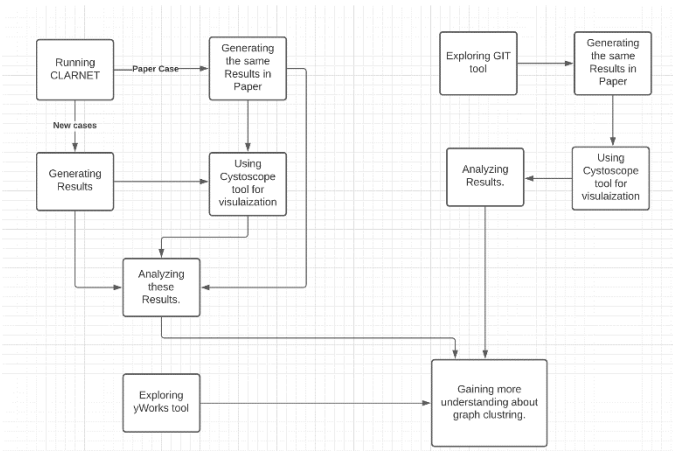 Running
CLARNET
Paper Case
Generating
the same
Results in
Paper
New cases
Generating
Results
Using
Cystoscope
tool for
visulaization
Analyzing
these
Results.
Exploring
yWorks tool
Exploring GIT
tool
Generating
the same
Results in
Paper
Using
Cystoscope
tool for
visulaization
Analyzing
Results.
Gaining more
understanding about
graph clustring.